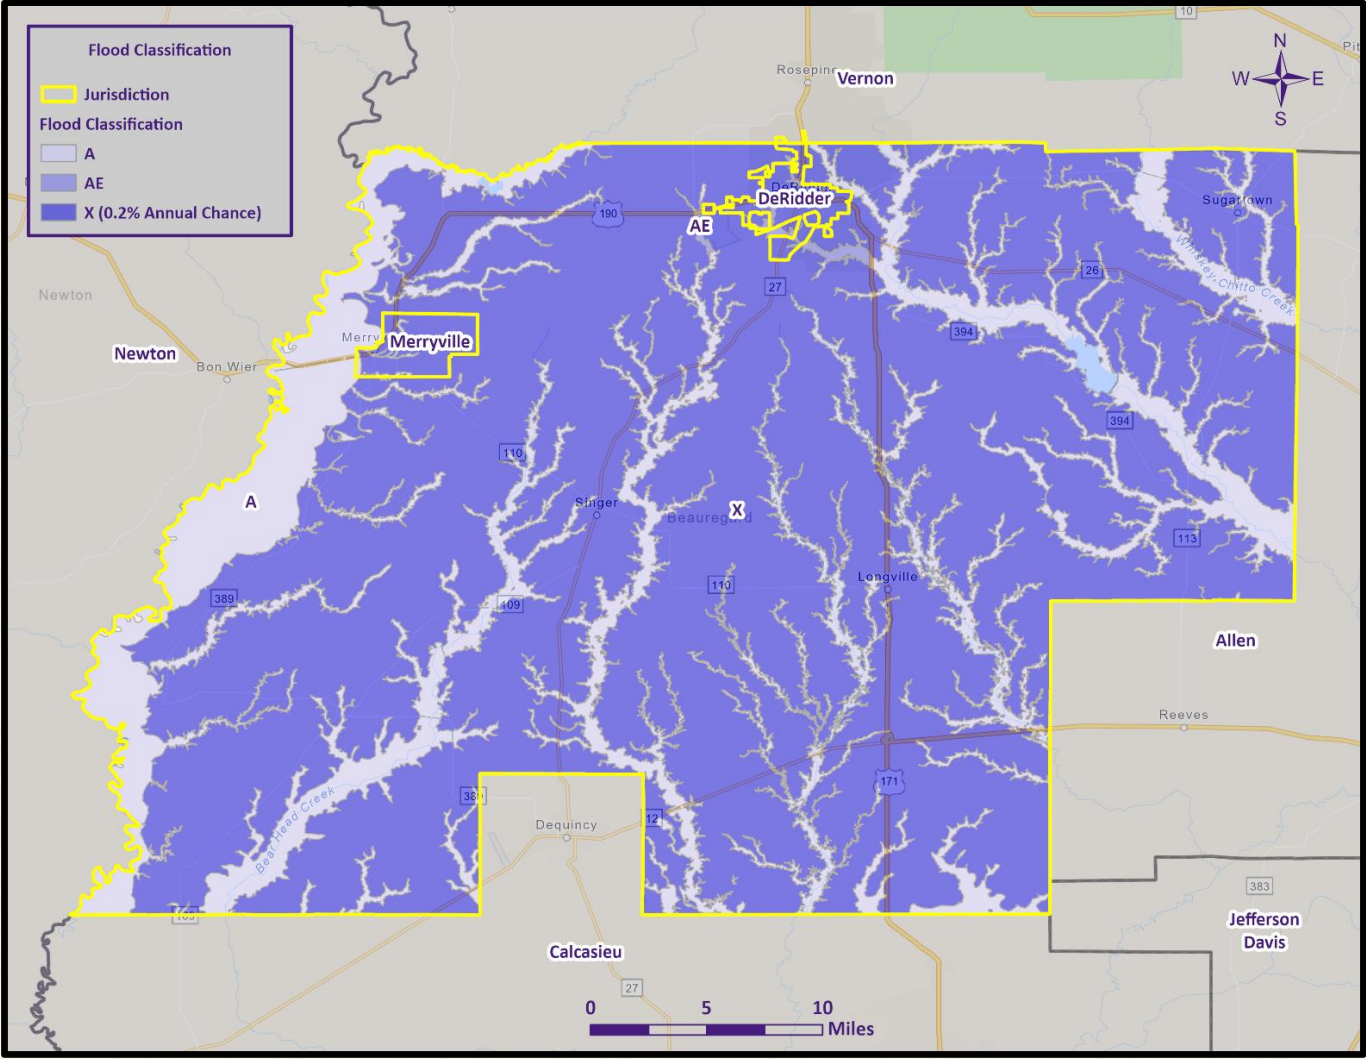 Flood Classification
Jurisdiction
Flood Classification
A
AE
X (0.2% Annual Chance)
10
N
W E
S
Rosepine
Vernon
DeRidder
190
AE
27
Sugartown
Whiskey Chitto Creek
26
394
Newton
Newton
Bon Wier
Merryville
394
110
A
Singer
X
Beauregard
113
389
109
110
Longville
Allen
Reeves
171
Bear Head Creek
12
Dequincy
383
Jefferson
Davis
Calcasieu
27
0 5 10
Miles